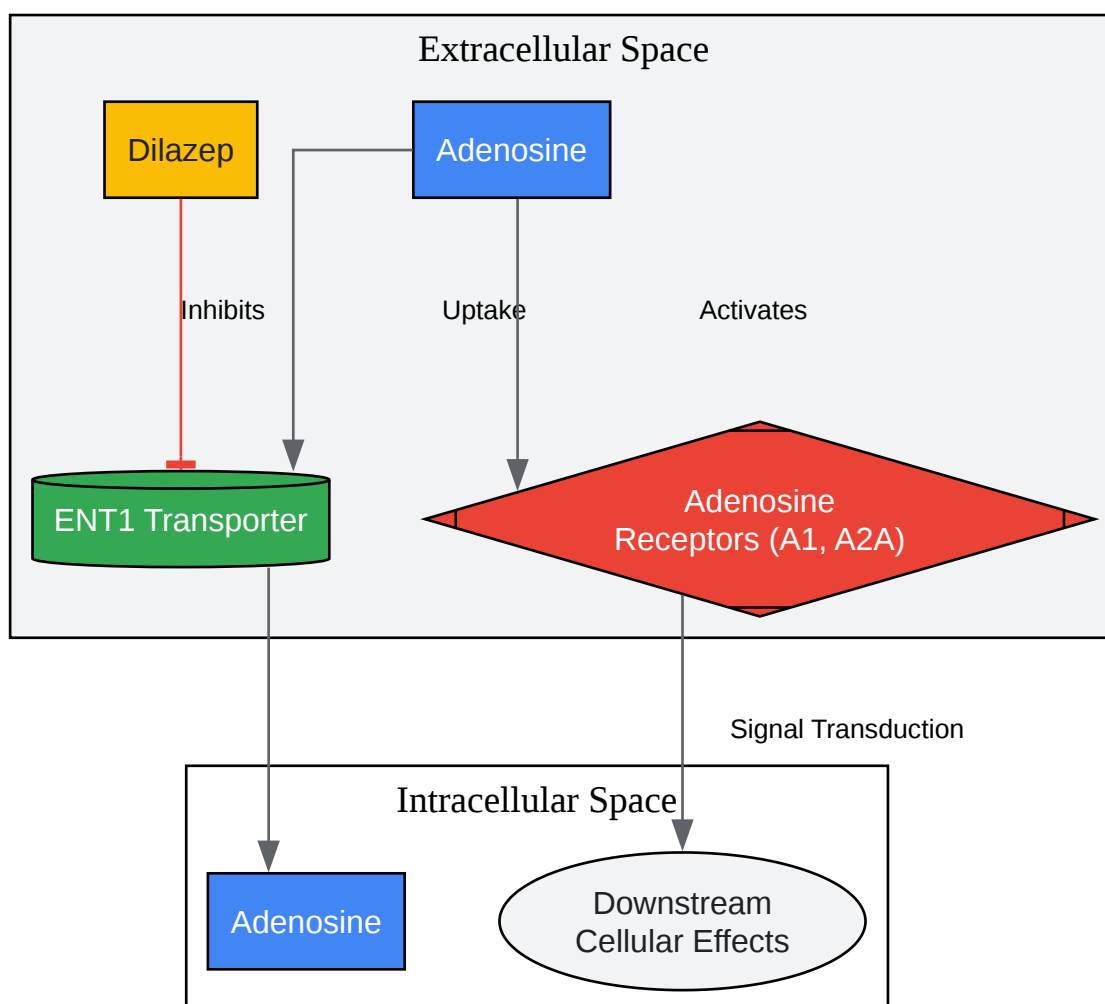 Extracellular Space
Dilazep
Adenosine
Inhibits
Uptake
Activates
ENT1 Transporter
Adenosine
Receptors (A1, A2A)
Signal Transduction
Intracellular Space
Adenosine
Downstream
Cellular Effects